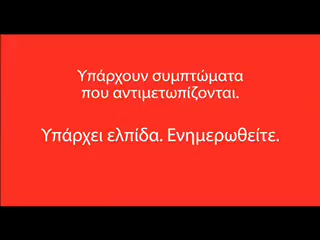 Υπάρχουν συμπτώματα
που αντιμετωπίζονται.
Υπάρχει ελπίδα. Ενημερωθείτε.